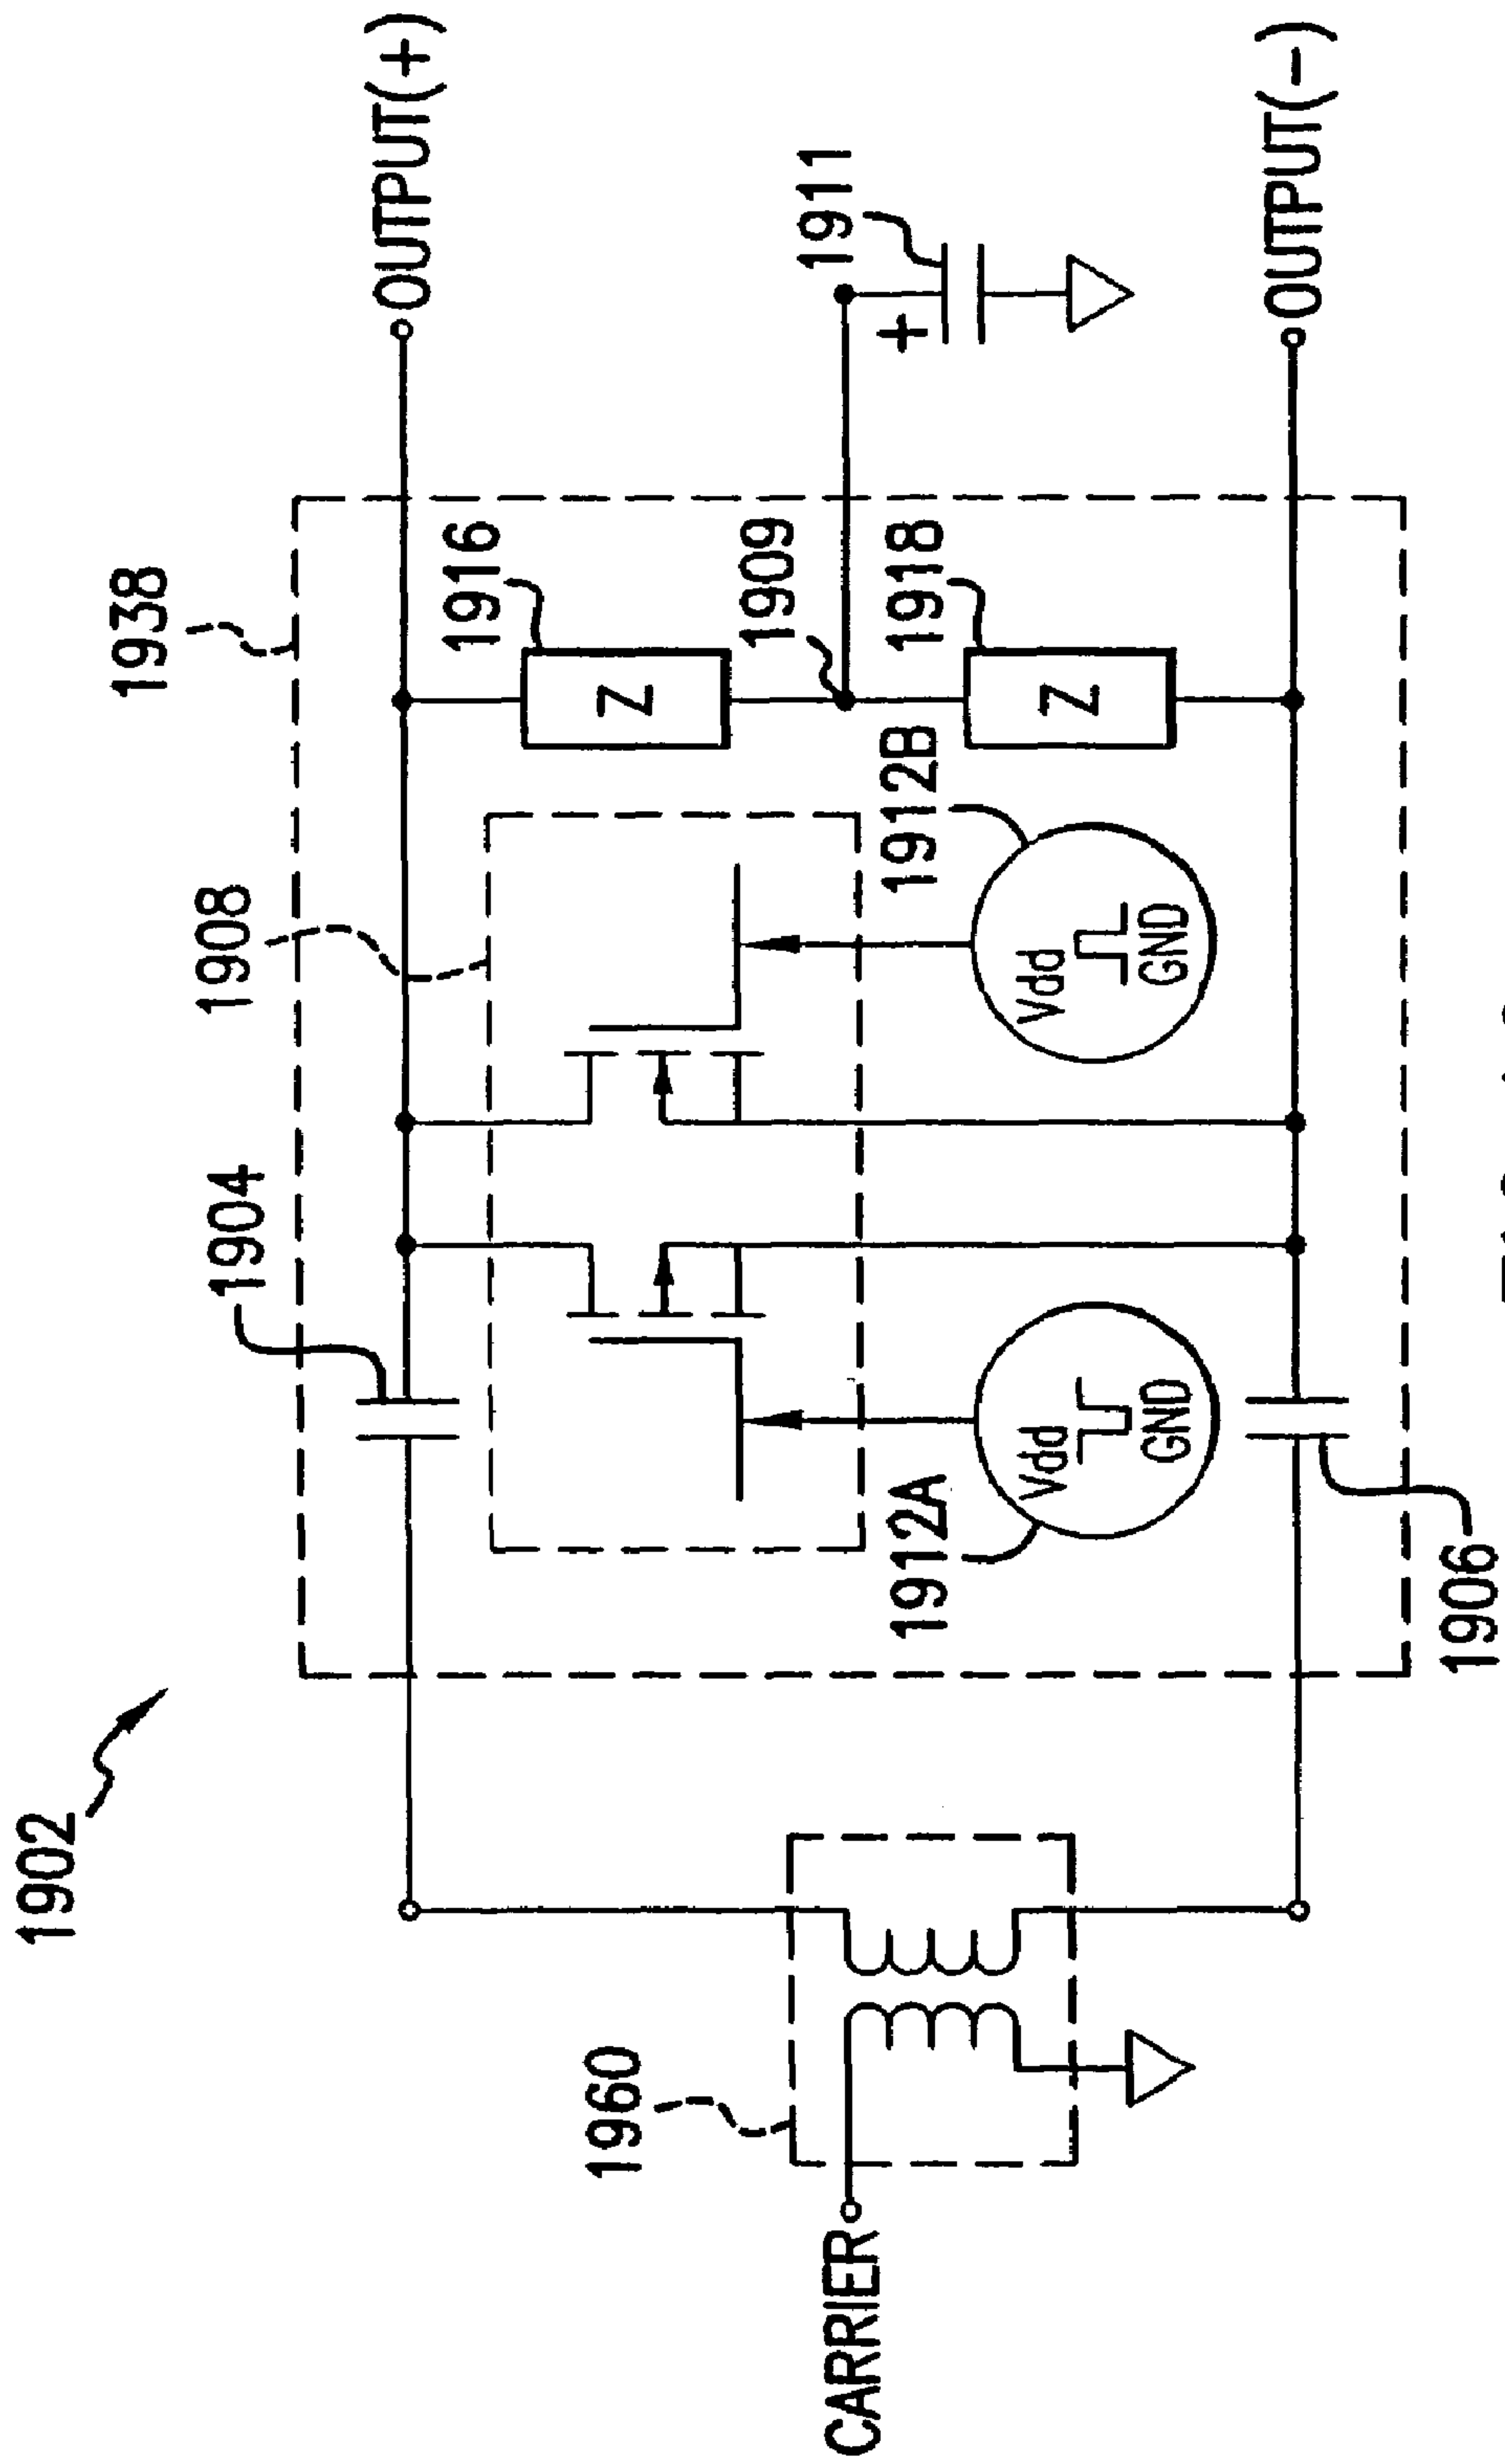 1902
1938
1904
1908
OUTPUT(+)
1960
1916
1909
1911
CARRIER
Z
1912A
1912B
1918
Vdd
GND
Vdd
GND
Z
1906
OUTPUT(-)
+